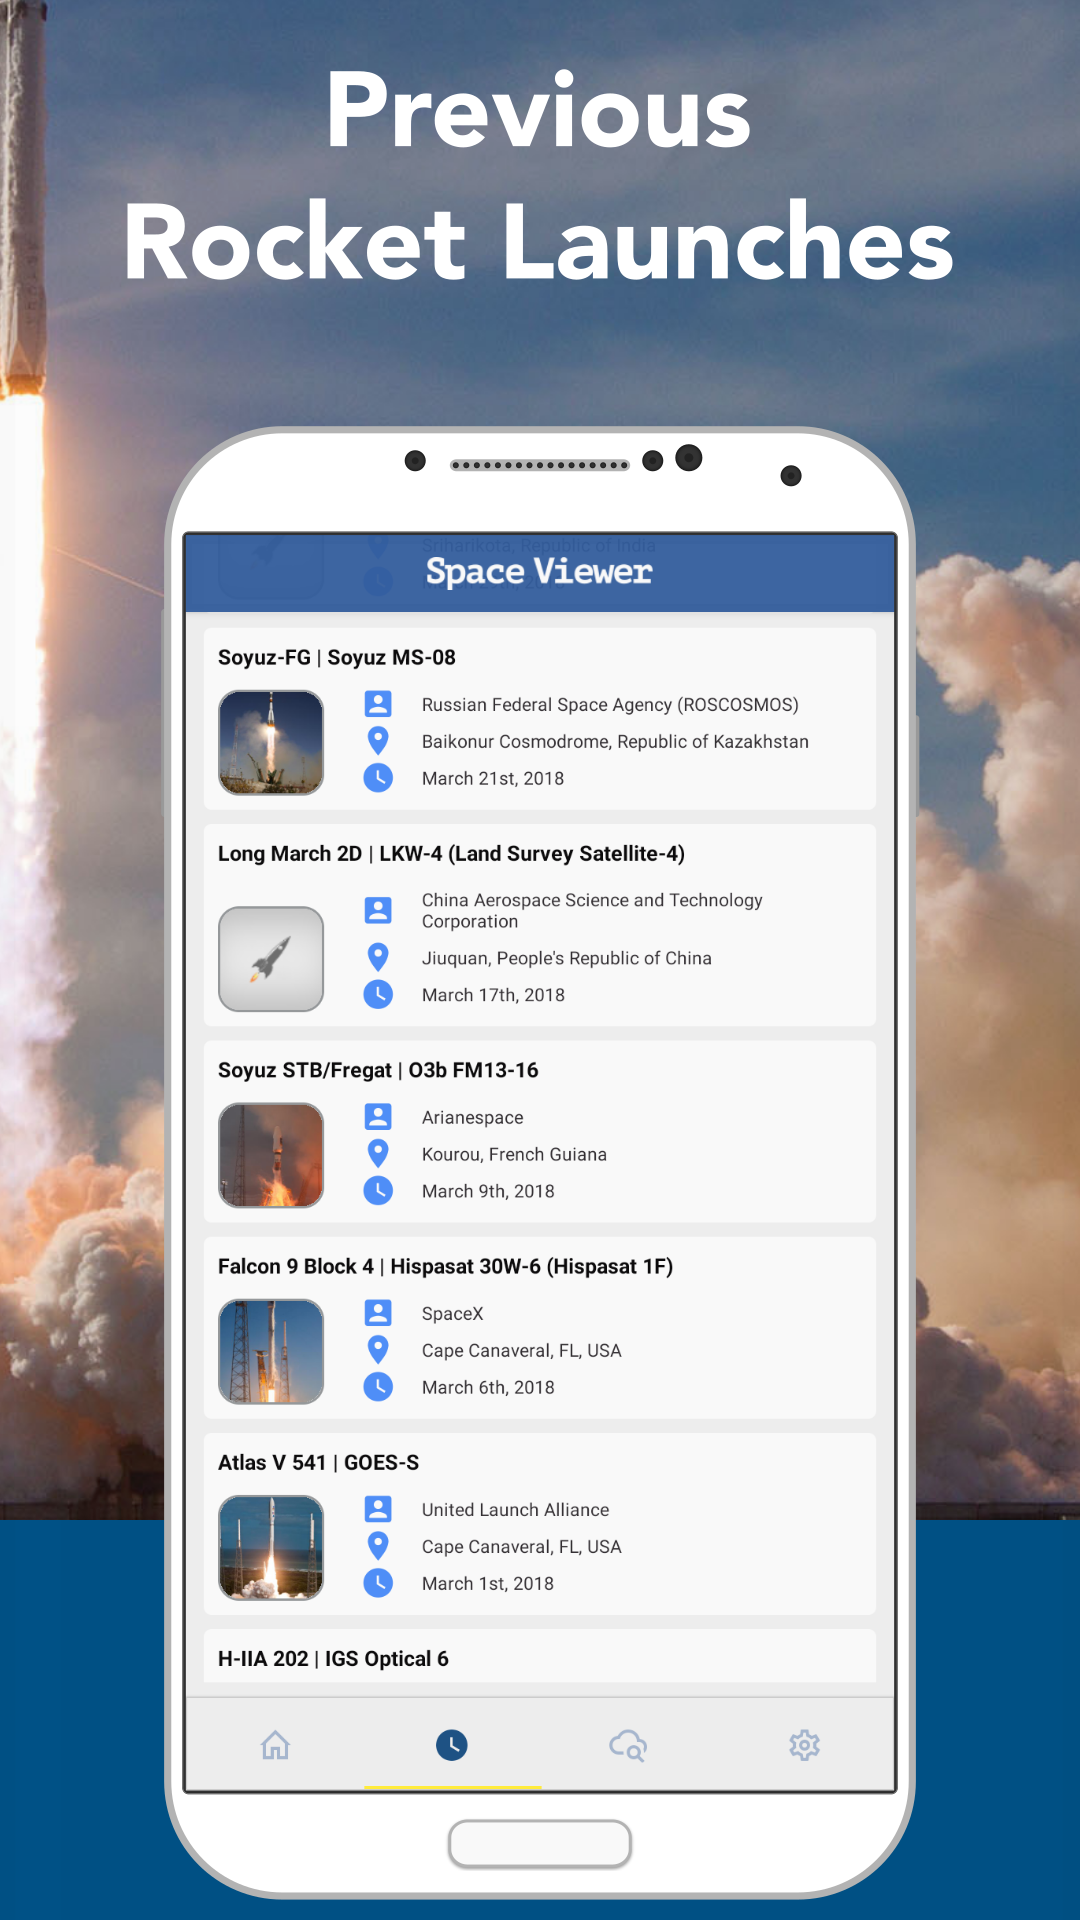 Previous
Rocket Launches
Sriharikota, Republic of India
Space Viewer
Soyuz-FG | Soyuz MS-08
Russian Federal Space Agency (ROSCOSMOS)
Baikonur Cosmodrome, Republic of Kazakhstan
March 21st, 2018
Long March 2D | LKW-4 (Land Survey Satellite-4)
China Aerospace Science and Technology
Corporation
Jiuquan, People's Republic of China
March 17th, 2018
Soyuz STB/Fregat | O3b FM13-16
Arianespace
Kourou, French Guiana
March 9th, 2018
Falcon 9 Block 4 | Hispasat 30W-6 (Hispasat 1F)
SpaceX
Cape Canaveral, FL, USA
March 6th, 2018
Atlas V 541 | GOES-S
United Launch Alliance
Cape Canaveral, FL, USA
March 1st, 2018
H-IIA 202 | IGS Optical 6